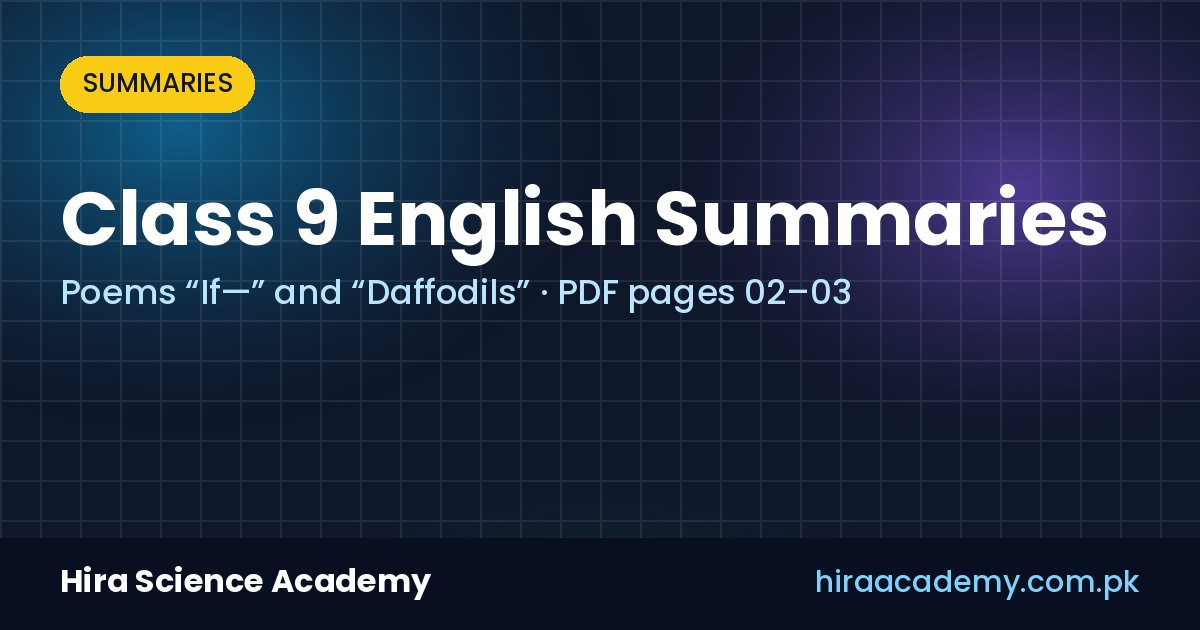 SUMMARIES
Class 9 English Summaries
Poems “If—” and “Daffodils” · PDF pages 02–03
Hira Science Academy
hiraacademy.com.pk